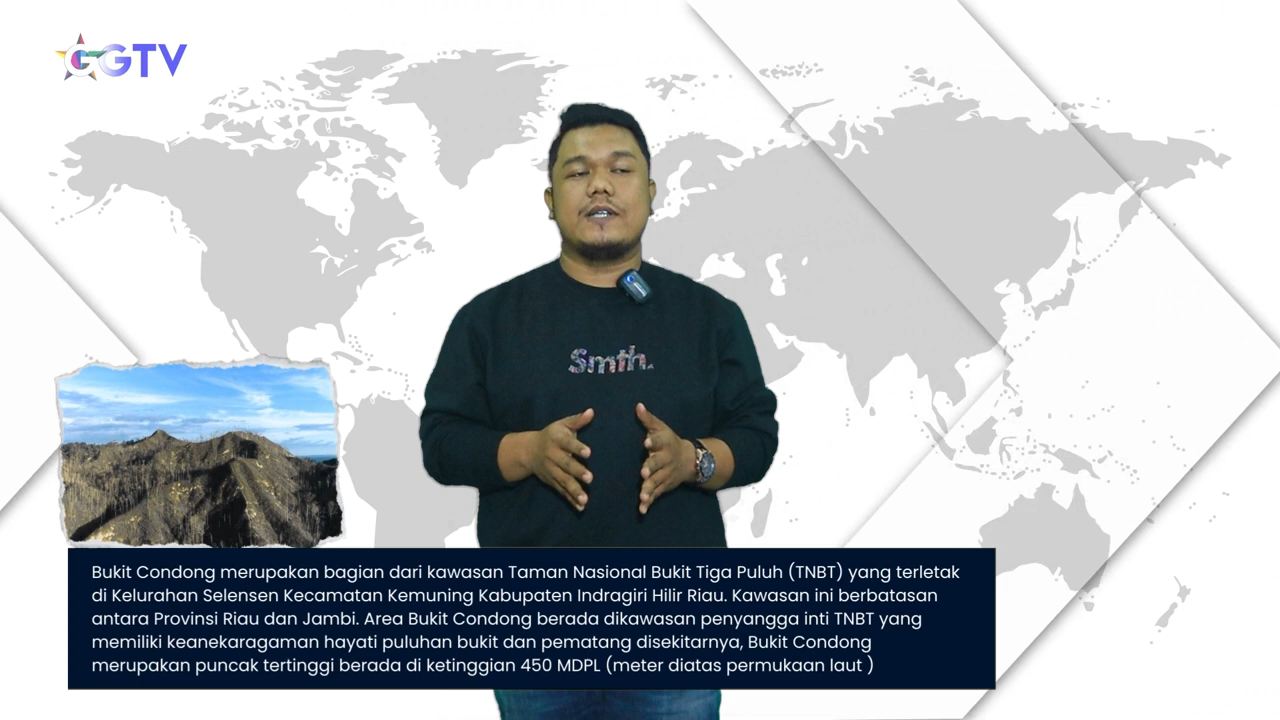 GGTV
Smth.
Bukit Condong merupakan bagian dari kawasan Taman Nasional Bukit Tiga Puluh (TNBT) yang terletak
di Kelurahan Selensen Kecamatan Kemuning Kabupaten Indragiri Hilir Riau. Kawasan ini berbatasan
antara Provinsi Riau dan Jambi. Area Bukit Condong berada dikawasan penyangga inti TNBT yang
memiliki keanekaragaman hayati puluhan bukit dan pematang disekitarnya, Bukit Condong
merupakan puncak tertinggi berada di ketinggian 450 MDPL (meter diatas permukaan laut )